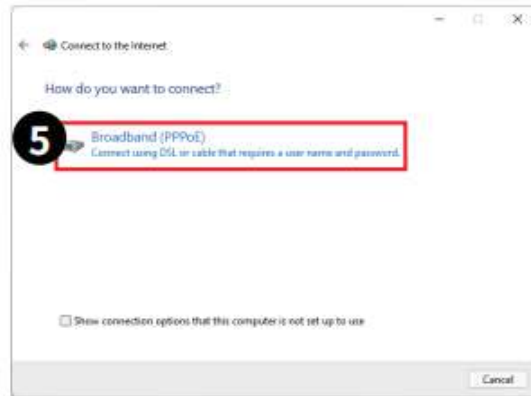 Connect to the Internet
How do you want to connect?
5
Broadband (PPPoE)
Connect using DSL or cable that requires a user name and password.
Show connection options that this computer is not set up to use
Cancel